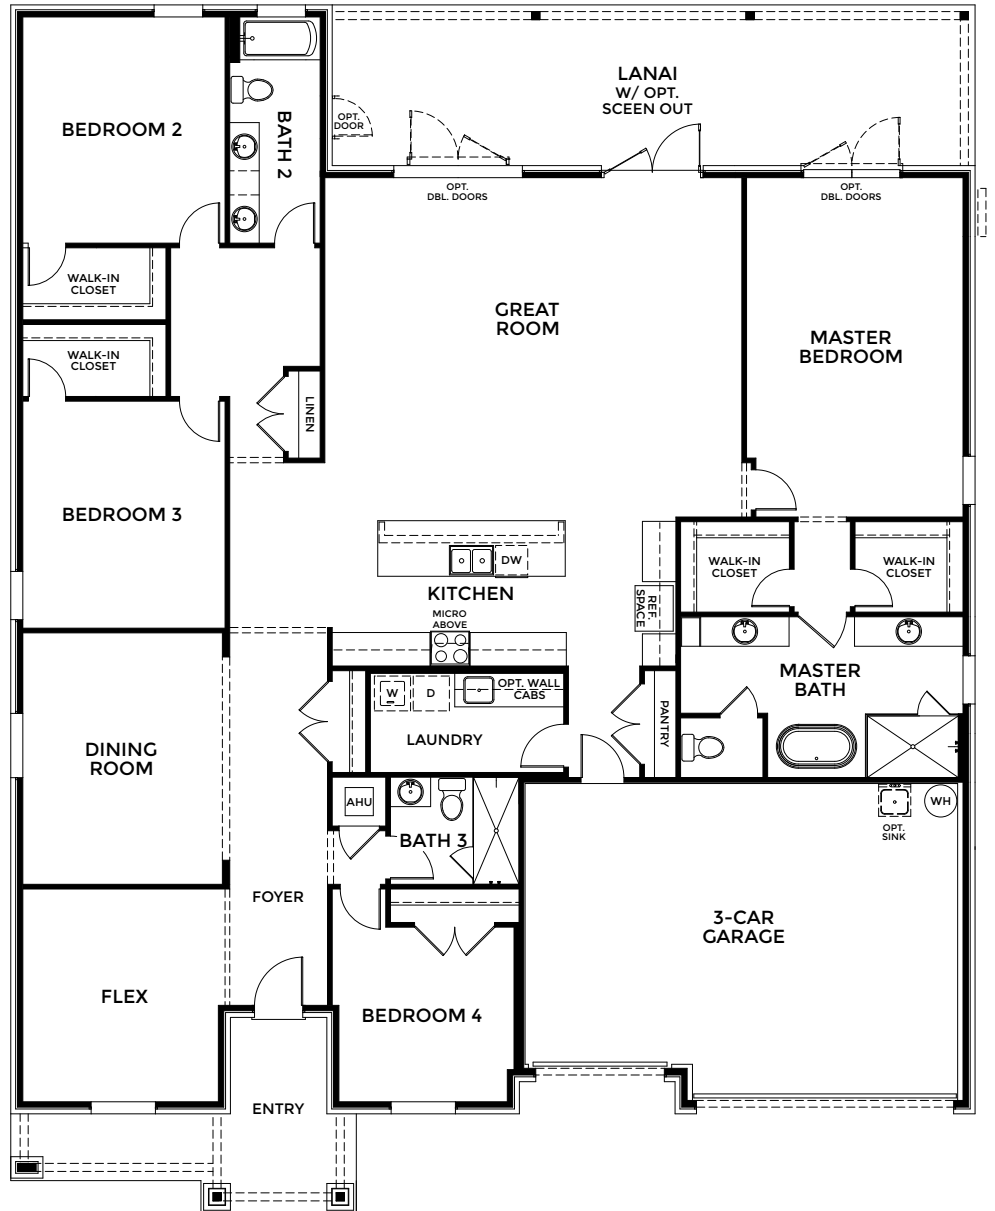 LANAI
W/ OPT.
SCEEN OUT
OPT.
DOOR
BEDROOM 2
BATH 2
OPT.
DBL. DOORS
OPT.
DBL. DOORS
WALK-IN
CLOSET
GREAT
ROOM
MASTER
BEDROOM
WALK-IN
CLOSET
LINEN
BEDROOM 3
DW
WALK-IN
CLOSET
WALK-IN
CLOSET
KITCHEN
MICRO
ABOVE
REF.
SPACE
MASTER
BATH
W
D
OPT. WALL
CABS
PANTRY
LAUNDRY
DINING
ROOM
AHU
BATH 3
WH
OPT.
SINK
FOYER
3-CAR
GARAGE
FLEX
BEDROOM 4
ENTRY